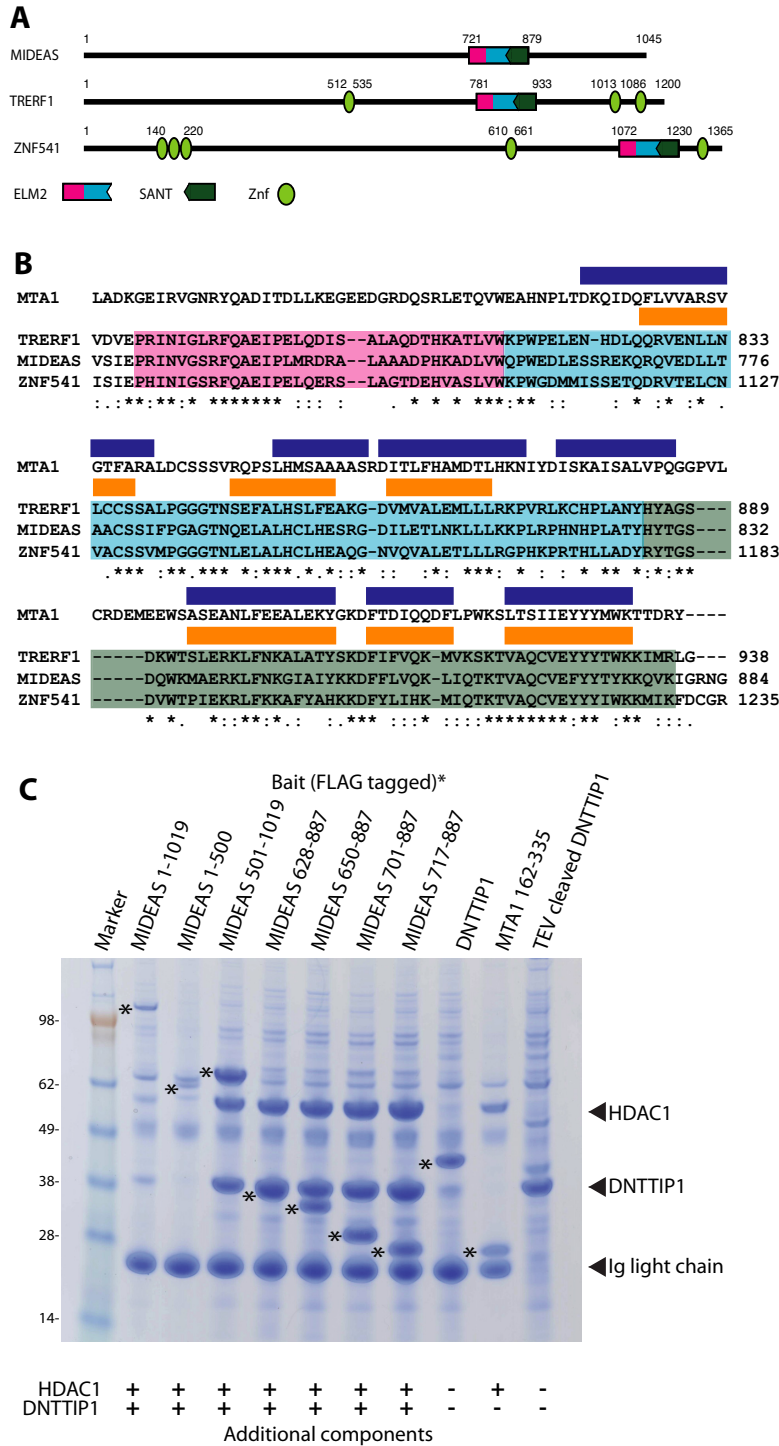 A
1 721 879 1045
MIDEAS
1 512 535 781 933 1013 1086 1200
TRERF1
1 140 220 610 661 1072 1230 1365
ZNF541
ELM2 SANT Znf
B
MTA1 LADKGEIRVGNRYQADITDLLKEGEEDGRDQSRLETQVWEAHNPLTDKQIDQFLVVARSV
TRERF1 VDVEPRINIGLRFQAEIPELQDIS--ALAQDTHKATLVWKPWPELEN-HDLQQRVENLLN 833
MIDEAS VSIEPRINVGSRFQAEIPLMRDRA-LAAADPHKADLVWQPWEDLESSREKQRQVEDLLT 776
ZNF541 ISIEPHINIGSRFQAEIPELQERS--LAGTDEHVASLVWKPWGDMMISSETQDRVTELCN 1127
MTA1 GTFARALDCSSSVRQPSLHMSAAAASRDITLFHAMDTLHKNIYDISKAISALVPQGGPVL
TRERF1 LCCSSALPGGGTNSEFALHSLFEAKG-DVMVALEMLLLRKPVRLKCHPLANYHYAGS--- 889
MIDEAS AACSSIFPGAGTNQELALHCLHESRG-DILETLNKLLLKKPLRPHNHPLATYHYTGS--- 832
ZNF541 VACSSVMPGGGTNLELALHCLHEAQG-NVQVALETLLLRGPHKPRTHLLADYRYTGS--- 1183
MTA1 CRDEMEEWSASEANLFEEALEKYGKDFTDIQQDFLPWKSLTSIIEYYYMWKTTDRY----
TRERF1 -----DKWTSLERKLFNKALATYSKDFIFVQK-MVKSKTVAQCVEYYYTWKKIMRLG--- 938
MIDEAS -----DQWKMAERKLFNKGIAIYKKDFFLVQK-LIQTKTVAQCVEFYYTYKKQVKIGRNG 884
ZNF541 -----DVWTPIEKRLFKKAFYAHKKDFYLIHK-MIQTKTVAQCVEYYYIWKKMIKFDCGR 1235
C
Bait (FLAG tagged)*
Marker
MIDEAS 1-1019
MIDEAS 1-500
MIDEAS 501-1019
MIDEAS 628-887
MIDEAS 650-887
MIDEAS 701-887
MIDEAS 717-887
DNTTIP1
MTA1 162-335
TEV cleaved DNTTIP1
98-
62-
49-
38-
28-
14-
HDAC1
DNTTIP1
Ig light chain
HDAC1 + + + + + + + - + -
DNTTIP1 + + + + + + + - - -
Additional components